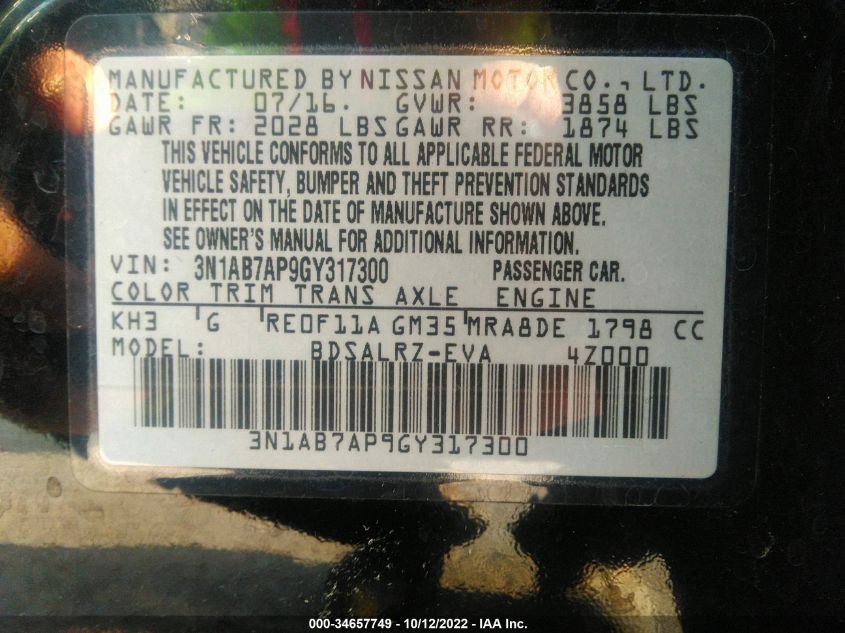 MANUFACTURED BY NISSAN MOTOR CO., LTD.
DATE: 07/16. GVWR: 3858 LBS
GAWR FR: 2028 LBS GAWR RR: 1874 LBS
THIS VEHICLE CONFORMS TO ALL APPLICABLE FEDERAL MOTOR
VEHICLE SAFETY, BUMPER AND THEFT PREVENTION STANDARDS
IN EFFECT ON THE DATE OF MANUFACTURE SHOWN ABOVE.
SEE OWNER'S MANUAL FOR ADDITIONAL INFORMATION.
VIN: 3N1AB7AP9GY317300 PASSENGER CAR.
COLOR TRIM TRANS AXLE ENGINE
KH3 G RE0F11A GM35 MRA8DE 1798 CC
MODEL: BDSALRZ-EVA 4Z000
3N1AB7AP9GY317300
000-34657749 - 10/12/2022 - IAA Inc.